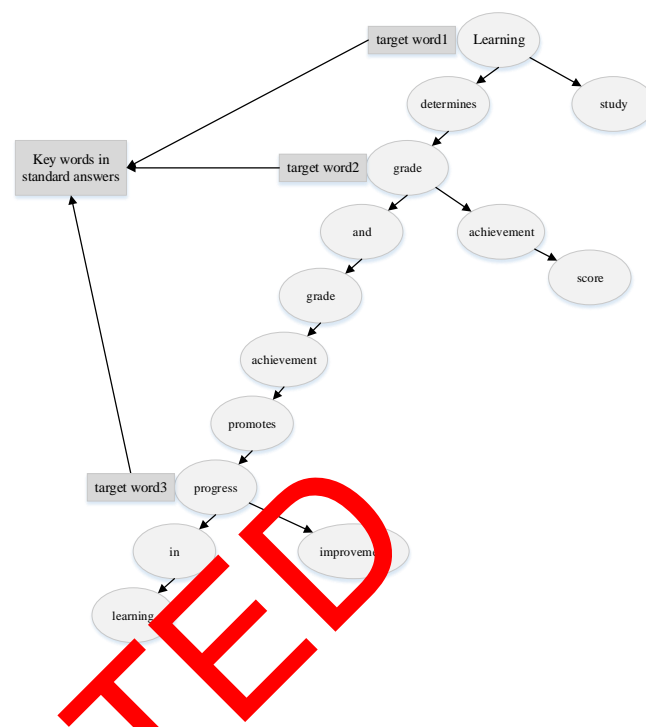 target word1
Learning
determines
study
Key words in
standard answers
target word2
grade
and
achievement
grade
score
achievement
promotes
target word3
progress
in
learning
TED